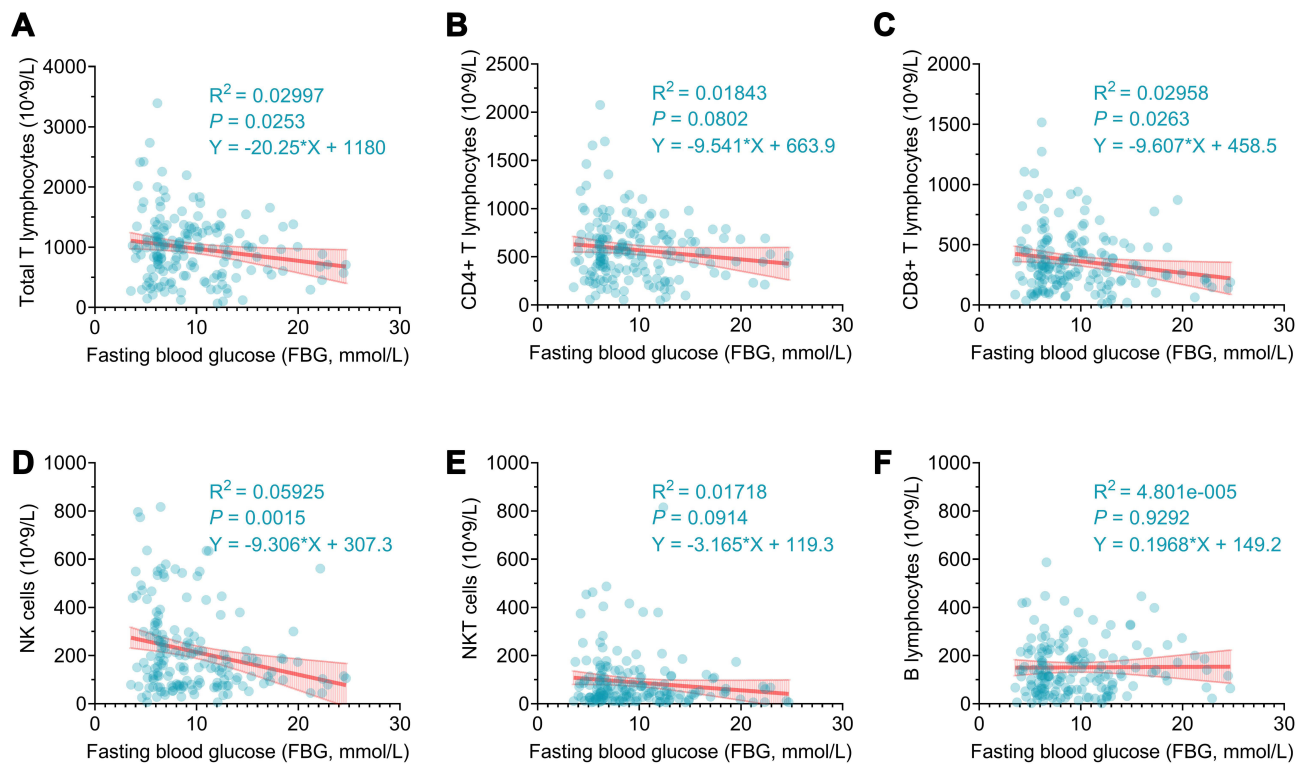 A
Total T lymphocytes (10^9/L)
4000
3000
2000
1000
0
R2 = 0.02997
P = 0.0253
Y = -20.25*X + 1180
0 10 20 30
Fasting blood glucose (FBG, mmol/L)
B
CD4+ T lymphocytes (10^9/L)
2500
2000
1500
1000
500
0
R2 = 0.01843
P = 0.0802
Y = -9.541*X + 663.9
0 10 20 30
Fasting blood glucose (FBG, mmol/L)
C
CD8+ T lymphocytes (10^9/L)
2000
1500
1000
500
0
R2 = 0.02958
P = 0.0263
Y = -9.607*X + 458.5
0 10 20 30
Fasting blood glucose (FBG, mmol/L)
D
NK cells (10^9/L)
1000
800
600
400
200
0
R2 = 0.05925
P = 0.0015
Y = -9.306*X + 307.3
0 10 20 30
Fasting blood glucose (FBG, mmol/L)
E
NKT cells (10^9/L)
1000
800
600
400
200
0
R2 = 0.01718
P = 0.0914
Y = -3.165*X + 119.3
0 10 20 30
Fasting blood glucose (FBG, mmol/L)
F
B lymphocytes (10^9/L)
1000
800
600
400
200
0
R2 = 4.801e-005
P = 0.9292
Y = 0.1968*X + 149.2
0 10 20 30
Fasting blood glucose (FBG, mmol/L)